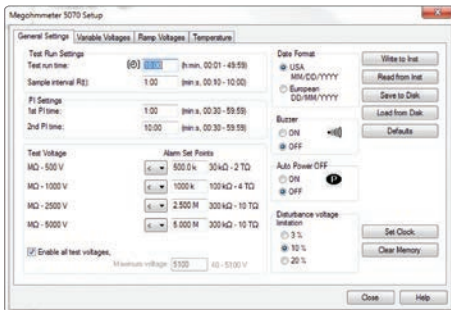 Megohmmeter 5070 Setup
General Settings Variable Voltages Ramp Voltages Temperature
Test Run Settings
Test run time: 10:00 (h:min, 00:01 - 49:59)
Sample interval R(t): 1:00 (min:s, 00:10 - 10:00)
PI Settings
1st PI time: 1:00 (min:s, 00:30 - 59:59)
2nd PI time: 10:00 (min:s, 00:30 - 59:59)
Test Voltage Alarm Set Points
MΩ - 500 V < 500.0 k 30 kΩ - 2 TΩ
MΩ - 1000 V < 1000 k 100 kΩ - 4 TΩ
MΩ - 2500 V < 2.500 M 300 kΩ - 10 TΩ
MΩ - 5000 V < 5.000 M 300 kΩ - 10 TΩ
Enable all test voltages,
Maximum voltage: 5100 40 - 5100 V
Date Format
USA
MM/DD/YYYY
European
DD/MM/YYYY
Buzzer
ON
OFF
Auto Power OFF
ON P
OFF
Disturbance voltage
limitation
3 %
10 %
20 %
Write to Inst
Read from Inst
Save to Disk
Load from Disk
Defaults
Set Clock
Clear Memory
Close Help